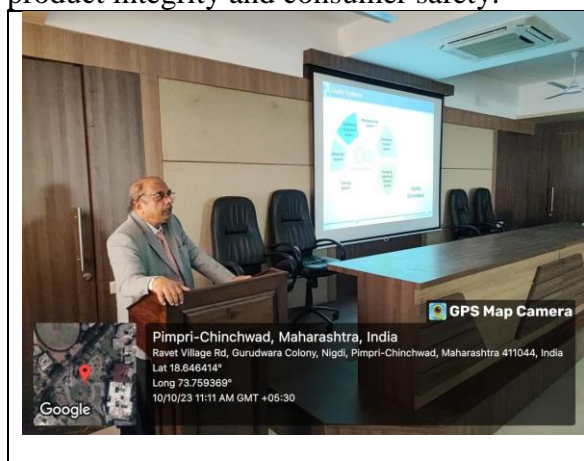 product integrity and consumer safety.
Quality Systems
GPS Map Camera
Pimpri-Chinchwad, Maharashtra, India
Ravet Village Rd, Gurudwara Colony, Nigdi, Pimpri-Chinchwad, Maharashtra 411044, India
Lat 18.646414°
Long 73.759369°
10/10/23 11:11 AM GMT +05:30
Google